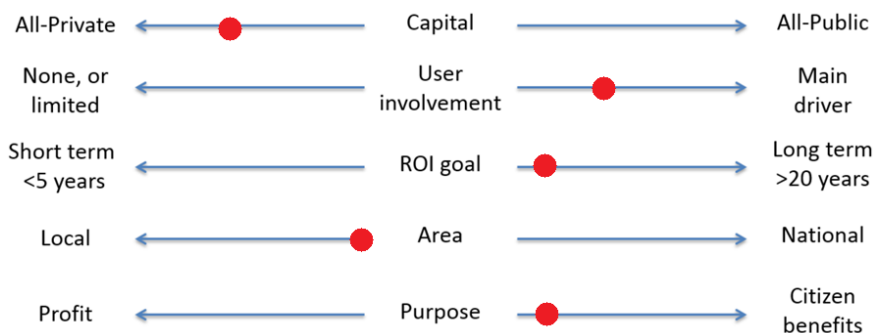 All-Private Capital All-Public
None, or User Main
limited involvement driver
Short term ROI goal Long term
<5 years >20 years
Local Area National
Profit Purpose Citizen
benefits